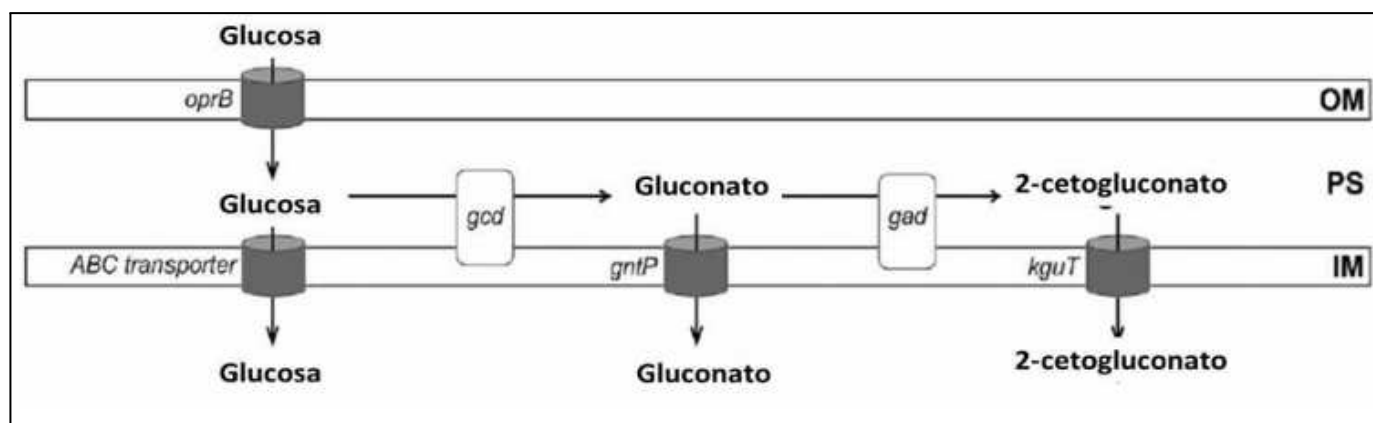 Glucosa
oprB
OM
Glucosa
gcd
Gluconato
gad
2-cetogluconato
PS
ABC transporter
gntP
kguT
IM
Glucosa
Gluconato
2-cetogluconato